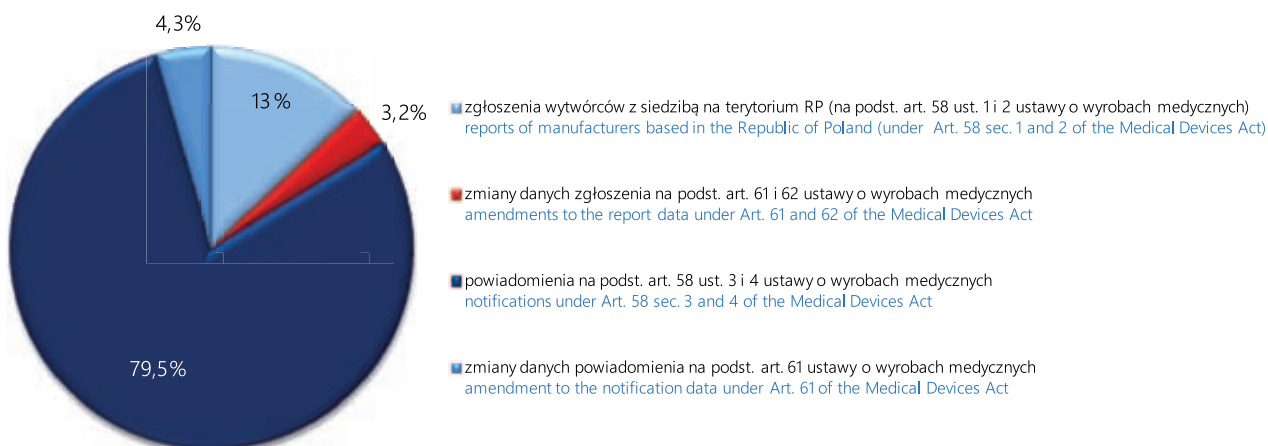 4,3%
13%
3,2%
79,5%
zgłoszenia wytwórców z siedzibą na terytorium RP (na podst. art. 58 ust. 1 i 2 ustawy o wyrobach medycznych)
reports of manufacturers based in the Republic of Poland (under Art. 58 sec. 1 and 2 of the Medical Devices Act)
zmiany danych zgłoszenia na podst. art. 61 i 62 ustawy o wyrobach medycznych
amendments to the report data under Art. 61 and 62 of the Medical Devices Act
powiadomienia na podst. art. 58 ust. 3 i 4 ustawy o wyrobach medycznych
notifications under Art. 58 sec. 3 and 4 of the Medical Devices Act
zmiany danych powiadomienia na podst. art. 61 ustawy o wyrobach medycznych
amendment to the notification data under Art. 61 of the Medical Devices Act